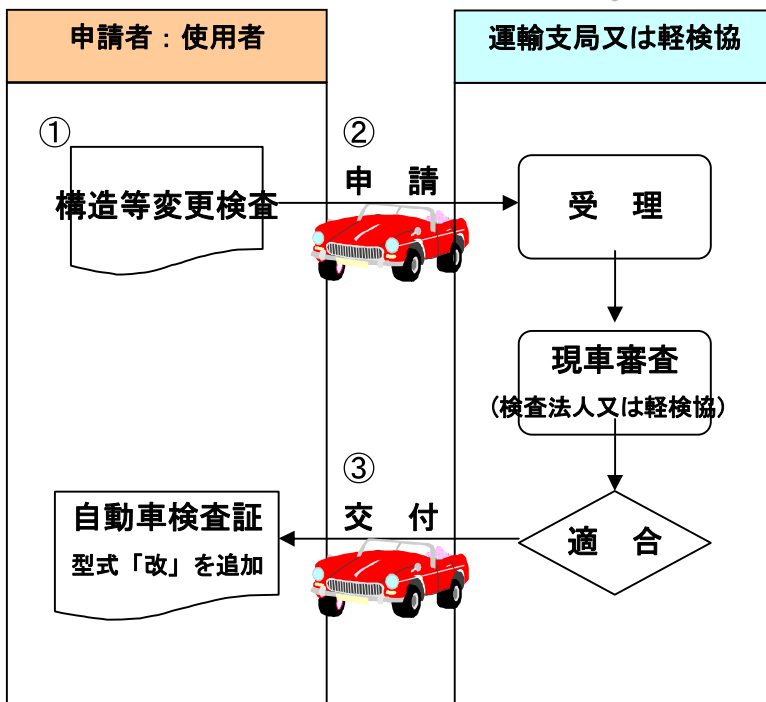 申請者：使用者
運輸支局又は軽検協
①
②
構造等変更検査
申 請
受 理
現車審査
(検査法人又は軽検協)
③
自動車検査証
型式「改」を追加
交 付
適 合